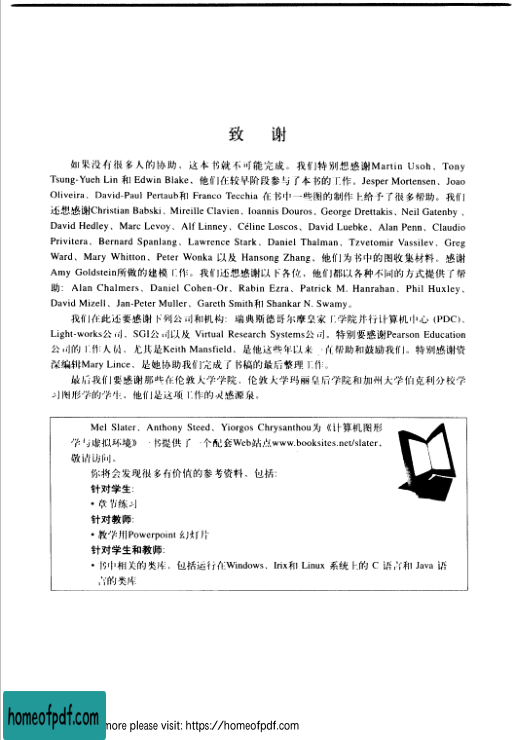 致 谢
如果没有很多人的协助，这本书就不可能完成。我们特别想感谢Martin Usoh、Tony
Tsung-Yueh Lin 和 Edwin Blake，他们在较早阶段参与了本书的工作。Jesper Mortensen、Joao
Oliveira、David-Paul Pertaub和 Franco Tecchia 在书中一些图的制作上给予了很多帮助。我们
还想感谢Christian Babski、Mireille Clavien、Ioannis Douros、George Drettakis、Neil Gatenby、
David Hedley、Marc Levoy、Alf Linney、Céline Loscos、David Luebke、Alan Penn、Claudio
Privitera、Bernard Spanlang、Lawrence Stark、Daniel Thalman、Tzvetomir Vassilev、Greg
Ward、Mary Whitton、Peter Wonka 以及 Hansong Zhang，他们为书中的图收集材料。感谢
Amy Goldstein所做的建模工作。我们还想感谢以下各位，他们都以各种不同的方式提供了帮
助：Alan Chalmers、Daniel Cohen-Or、Rabin Ezra、Patrick M. Hanrahan、Phil Huxley、
David Mizell、Jan-Peter Muller、Gareth Smith和 Shankar N. Swamy。
我们在此还要感谢下列公司和机构：瑞典斯德哥尔摩皇家工学院并行计算机中心 (PDC)、
Light-works公司、SGI公司以及 Virtual Research Systems公司，特别要感谢Pearson Education
公司的工作人员，尤其是Keith Mansfield，是他这些年以来一直在帮助和鼓励我们。特别感谢资
深编辑Mary Lince，是她协助我们完成了书稿的最后整理工作。
最后我们要感谢那些在伦敦大学学院、伦敦大学玛丽皇后学院和加州大学伯克利分校学
习图形学的学生，他们是这项工作的灵感源泉。
Mel Slater、Anthony Steed、Yiorgos Chrysanthou为《计算机图形
学与虚拟环境》一书提供了一个配套Web站点www.booksites.net/slater，
敬请访问。
你将会发现很多有价值的参考资料，包括：
针对学生：
• 章节练习
针对教师：
• 教学用Powerpoint 幻灯片
针对学生和教师：
• 书中相关的类库，包括运行在Windows、Irix和 Linux 系统上的 C 语言和 Java 语
言的类库
homeofpdf.com
more please visit: https://homeofpdf.com